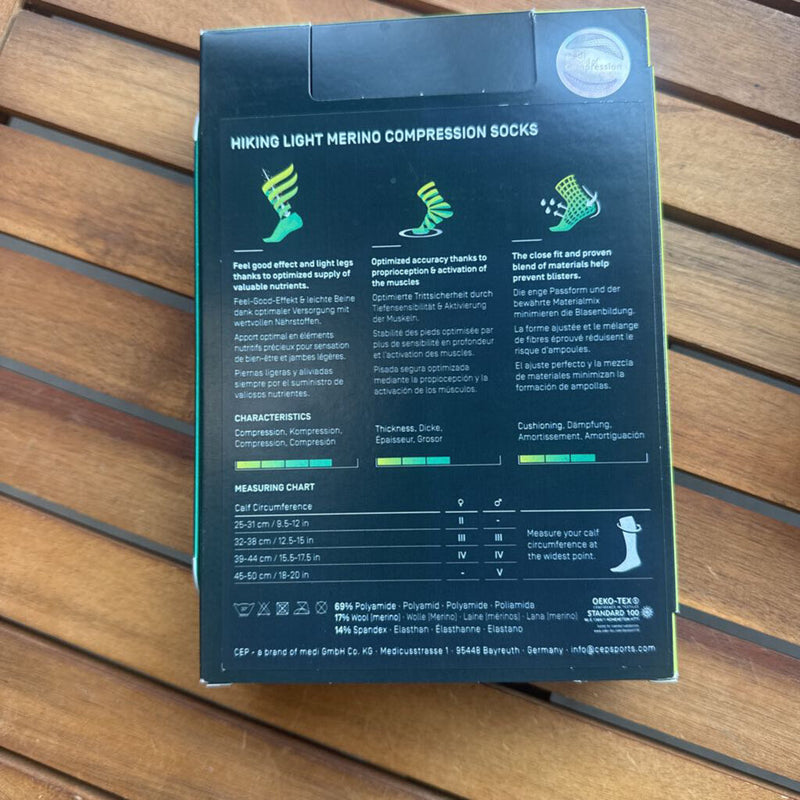 medi
compression
HIKING LIGHT MERINO COMPRESSION SOCKS
Feel good effect and light legs
thanks to optimized supply of
valuable nutrients.
Feel-Good-Effekt & leichte Beine
dank optimaler Versorgung mit
wertvollen Nährstoffen.
Apport optimal en éléments
nutritifs précieux pour sensation
de bien-être et jambes légères.
Piernas ligeras y aliviadas
siempre por el suministro de
valiosos nutrientes.
Optimized accuracy thanks to
proprioception & activation of
the muscles
Optimierte Trittsicherheit durch
Tiefensensibilität & Aktivierung
der Muskeln.
Stabilité des pieds optimisée par
plus de sensibilité en profondeur
et l'activation des muscles.
Pisada segura optimizada
mediante la propiocepción y la
activación de los músculos.
The close fit and proven
blend of materials help
prevent blisters.
Die enge Passform und der
bewährte Materialmix
minimieren die Blasenbildung.
La forme ajustée et le mélange
de fibres éprouvé réduisent le
risque d'ampoules.
El ajuste perfecto y la mezcla
de materiales minimizan la
formación de ampollas.
CHARACTERISTICS
Compression, Kompression,
Compression, Compresión
Thickness, Dicke,
Épaisseur, Grosor
Cushioning, Dämpfung,
Amortissement, Amortiguación
MEASURING CHART
Calf Circumference ♀ ♂
25-31 cm / 9.5-12 in II -
32-38 cm / 12.5-15 in III III
39-44 cm / 15.5-17.5 in IV IV
45-50 cm / 18-20 in - V
Measure your calf
circumference at
the widest point.
69% Polyamide · Polyamid · Polyamide · Poliamida
17% Wool (merino) · Wolle (Merino) · Laine (mérinos) · Lana (merino)
14% Spandex · Elasthan · Élasthanne · Elastano
OEKO-TEX®
STANDARD 100
CEP - a brand of medi GmbH Co. KG · Medicusstrasse 1 · 95448 Bayreuth · Germany · info@cepsports.com